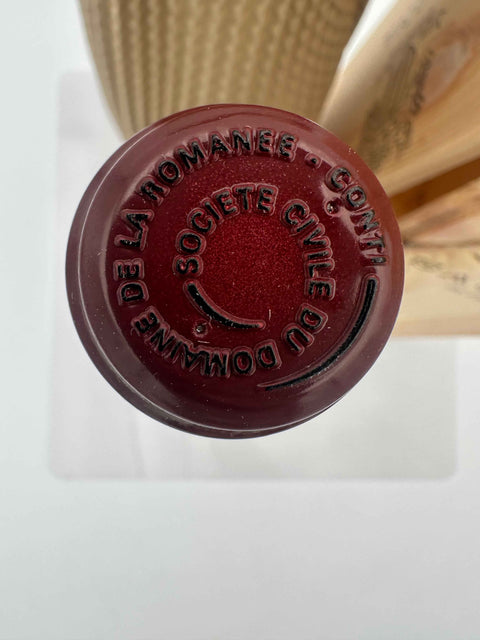 SOCIETE CIVILE DU DOMAINE DE LA ROMANEE • CONTI